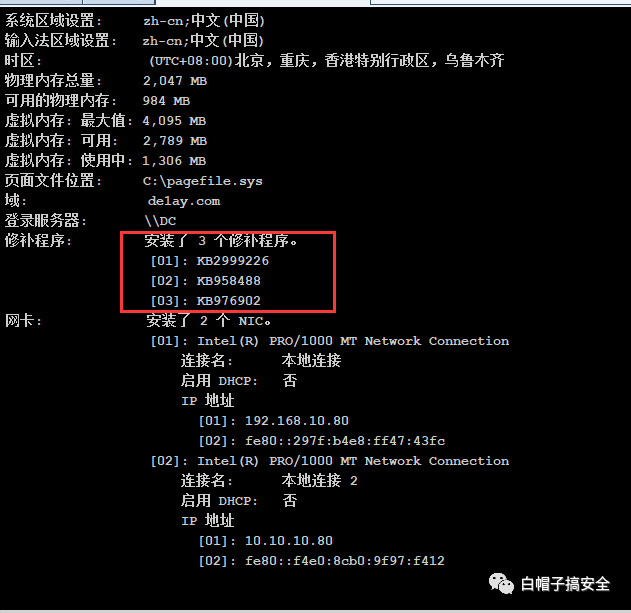 系统区域设置: zh-cn;中文(中国)
输入法区域设置: zh-cn;中文(中国)
时区: (UTC+08:00)北京，重庆，香港特别行政区，乌鲁木齐
物理内存总量: 2,047 MB
可用的物理内存: 984 MB
虚拟内存: 最大值: 4,095 MB
虚拟内存: 可用: 2,789 MB
虚拟内存: 使用中: 1,306 MB
页面文件位置: C:\pagefile.sys
域: de1ay.com
登录服务器: \\DC
修补程序: 安装了 3 个修补程序。
[01]: KB2999226
[02]: KB958488
[03]: KB976902
网卡: 安装了 2 个 NIC。
[01]: Intel(R) PRO/1000 MT Network Connection
连接名: 本地连接
启用 DHCP: 否
IP 地址
[01]: 192.168.10.80
[02]: fe80::297f:b4e8:ff47:43fc
[02]: Intel(R) PRO/1000 MT Network Connection
连接名: 本地连接 2
启用 DHCP: 否
IP 地址
[01]: 10.10.10.80
[02]: fe80::f4e0:8cb0:9f97:f412
白帽子搞安全